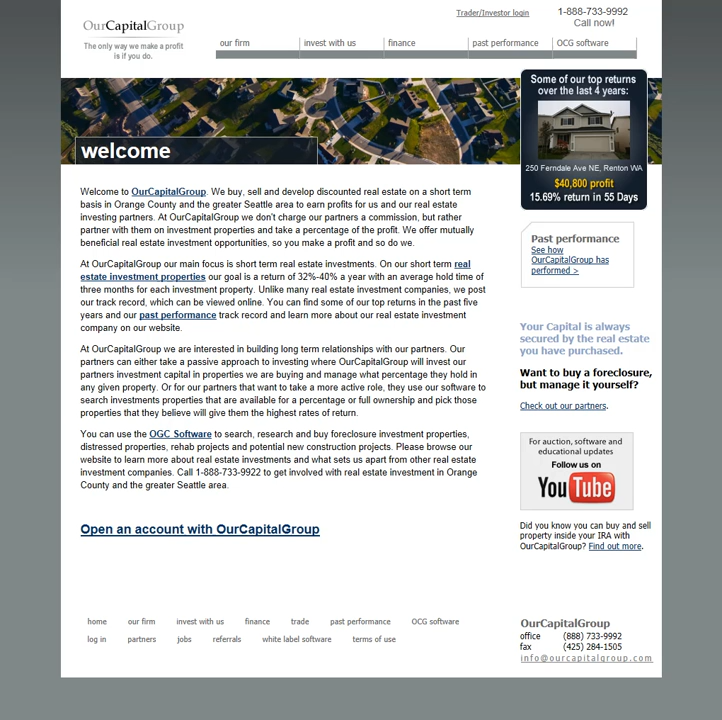 OurCapitalGroup
The only way we make a profit
is if you do.
Trader/Investor login
1-888-733-9992
Call now!
our firm
invest with us
finance
past performance
OCG software
welcome
Some of our top returns
over the last 4 years:
250 Ferndale Ave NE, Renton WA
$40,800 profit
15.69% return in 55 Days
Welcome to OurCapitalGroup. We buy, sell and develop discounted real estate on a short term
basis in Orange County and the greater Seattle area to earn profits for us and our real estate
investing partners. At OurCapitalGroup we don't charge our partners a commission, but rather
partner with them on investment properties and take a percentage of the profit. We offer mutually
beneficial real estate investment opportunities, so you make a profit and so do we.
At OurCapitalGroup our main focus is short term real estate investments. On our short term real
estate investment properties our goal is a return of 32%-40% a year with an average hold time of
three months for each investment property. Unlike many real estate investment companies, we post
our track record, which can be viewed online. You can find some of our top returns in the past five
years and our past performance track record and learn more about our real estate investment
company on our website.
At OurCapitalGroup we are interested in building long term relationships with our partners. Our
partners can either take a passive approach to investing where OurCapitalGroup will invest our
partners investment capital in properties we are buying and manage what percentage they hold in
any given property. Or for our partners that want to take a more active role, they use our software to
search investments properties that are available for a percentage or full ownership and pick those
properties that they believe will give them the highest rates of return.
You can use the OGC Software to search, research and buy foreclosure investment properties,
distressed properties, rehab projects and potential new construction projects. Please browse our
website to learn more about real estate investments and what sets us apart from other real estate
investment companies. Call 1-888-733-9922 to get involved with real estate investment in Orange
County and the greater Seattle area.
Open an account with OurCapitalGroup
Past performance
See how
OurCapitalGroup has
performed >
Your Capital is always
secured by the real estate
you have purchased.
Want to buy a foreclosure,
but manage it yourself?
Check out our partners.
For auction, software and
educational updates
Follow us on
YouTube
Did you know you can buy and sell
property inside your IRA with
OurCapitalGroup? Find out more.
home
our firm
invest with us
finance
trade
past performance
OCG software
log in
partners
jobs
referrals
white label software
terms of use
OurCapitalGroup
office (888) 733-9992
fax (425) 284-1505
info@ourcapitalgroup.com